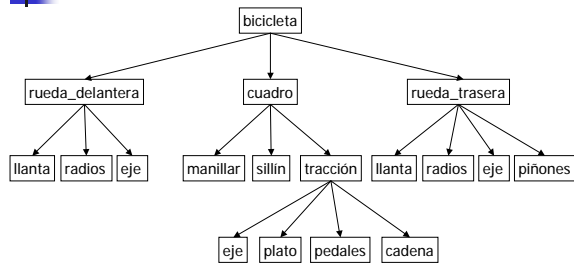 bicicleta
rueda_delantera cuadro rueda_trasera
llanta radios eje manillar sillín tracción llanta radios eje piñones
eje plato pedales cadena